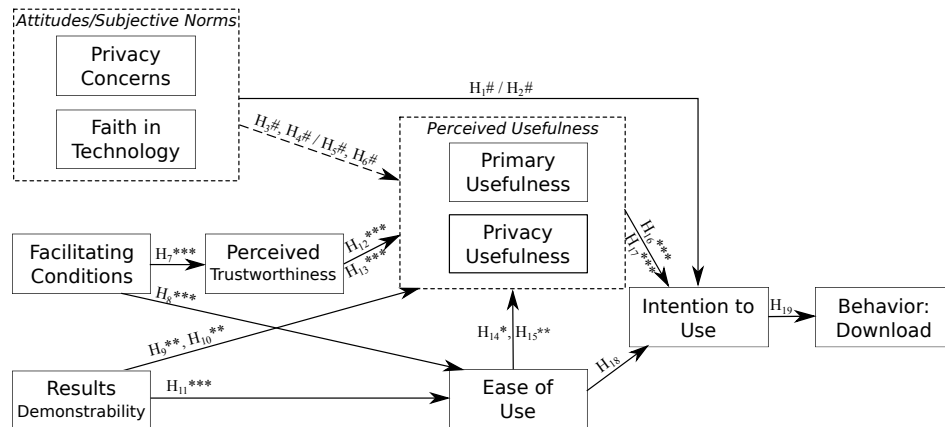 Attitudes/Subjective Norms
Privacy
Concerns
Faith in
Technology
H₁# / H₂#
H₃#, H₄# / H₅#, H₆#
Perceived Usefulness
Primary
Usefulness
Privacy
Usefulness
Facilitating
Conditions
H₇***
Perceived
Trustworthiness
H₁₂***
H₁₃***
H₁₆***
H₁₇***
H₈***
Intention to
Use
H₁₉
Behavior:
Download
H₉**, H₁₀**
H₁₄*, H₁₅**
H₁₈
Results
Demonstrability
H₁₁***
Ease of
Use